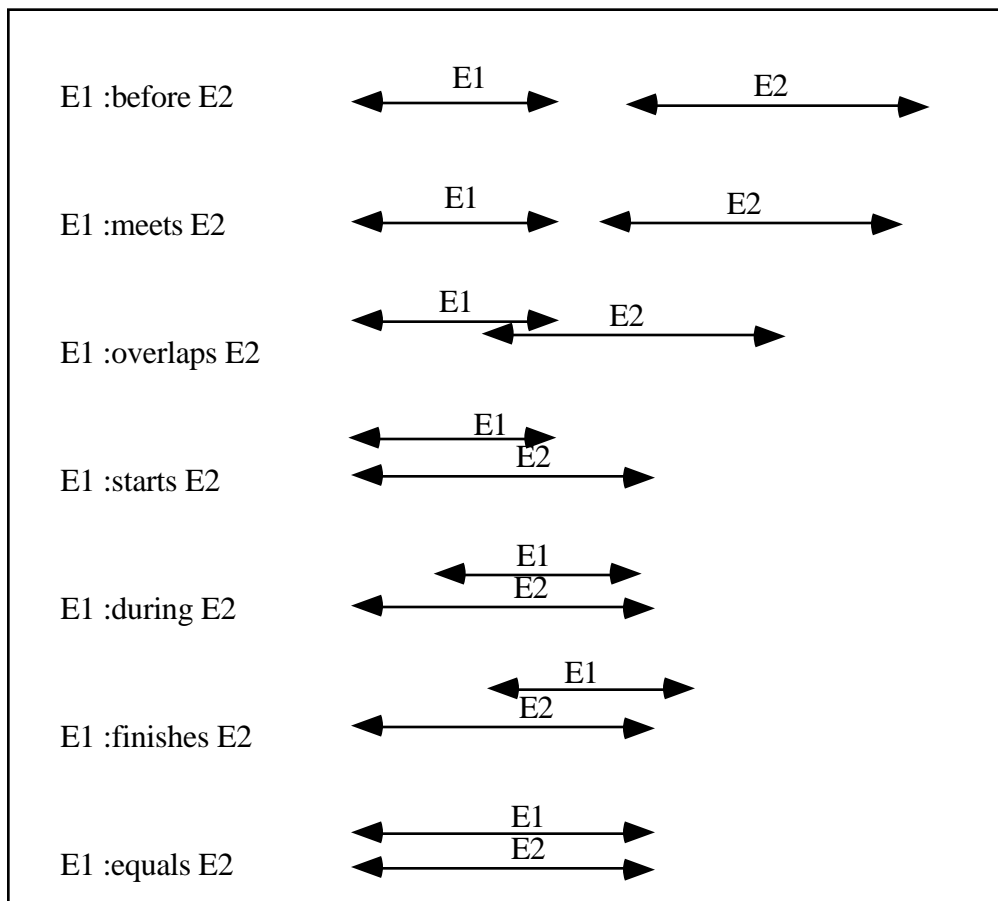 E1 :before E2 E1 E2
E1 :meets E2 E1 E2
E1 :overlaps E2 E1 E2
E1 :starts E2 E1 E2
E1 :during E2 E1 E2
E1 :finishes E2 E1 E2
E1 :equals E2 E1 E2